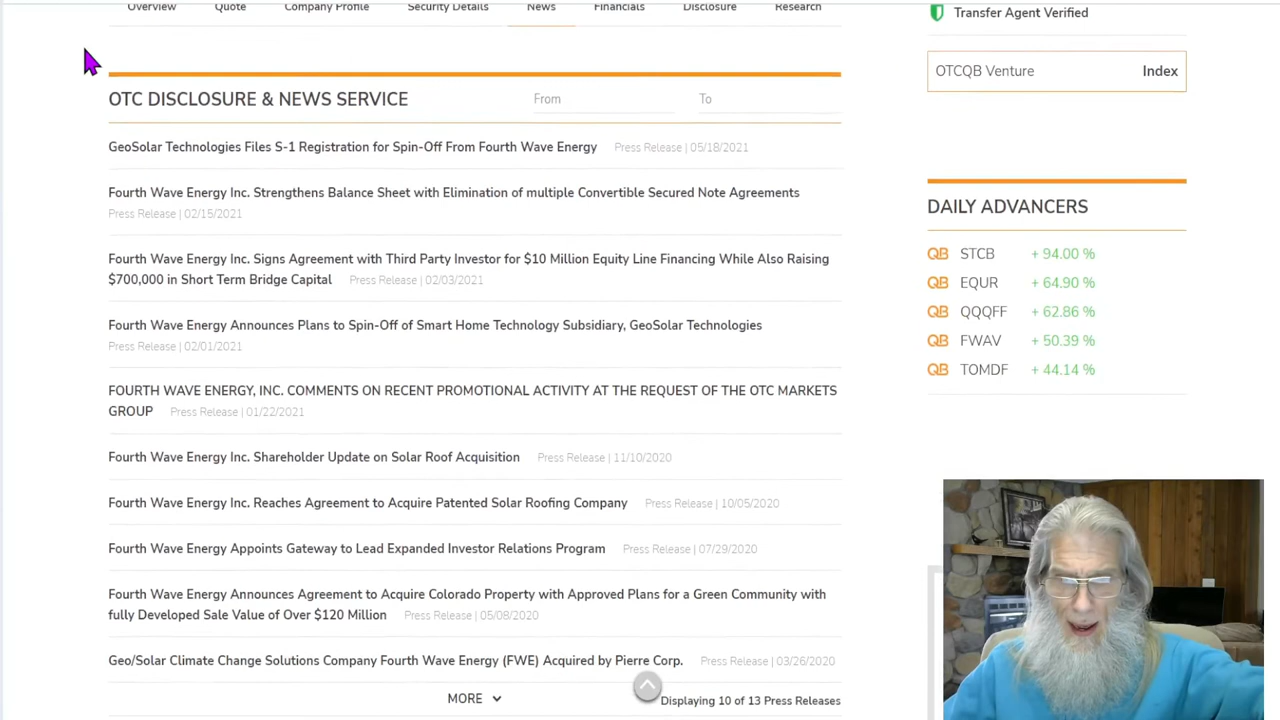 Overview Quote Company Profile Security Details News Financials Disclosure Research
OTC DISCLOSURE & NEWS SERVICE From To
GeoSolar Technologies Files S-1 Registration for Spin-Off From Fourth Wave Energy Press Release | 05/18/2021
Fourth Wave Energy Inc. Strengthens Balance Sheet with Elimination of multiple Convertible Secured Note Agreements
Press Release | 02/15/2021
Fourth Wave Energy Inc. Signs Agreement with Third Party Investor for $10 Million Equity Line Financing While Also Raising
$700,000 in Short Term Bridge Capital Press Release | 02/03/2021
Fourth Wave Energy Announces Plans to Spin-Off of Smart Home Technology Subsidiary, GeoSolar Technologies
Press Release | 02/01/2021
FOURTH WAVE ENERGY, INC. COMMENTS ON RECENT PROMOTIONAL ACTIVITY AT THE REQUEST OF THE OTC MARKETS
GROUP Press Release | 01/22/2021
Fourth Wave Energy Inc. Shareholder Update on Solar Roof Acquisition Press Release | 11/10/2020
Fourth Wave Energy Inc. Reaches Agreement to Acquire Patented Solar Roofing Company Press Release | 10/05/2020
Fourth Wave Energy Appoints Gateway to Lead Expanded Investor Relations Program Press Release | 07/29/2020
Fourth Wave Energy Announces Agreement to Acquire Colorado Property with Approved Plans for a Green Community with
fully Developed Sale Value of Over $120 Million Press Release | 05/08/2020
Geo/Solar Climate Change Solutions Company Fourth Wave Energy (FWE) Acquired by Pierre Corp. Press Release | 03/26/2020
MORE
Displaying 10 of 13 Press Releases
Transfer Agent Verified
OTCQB Venture Index
DAILY ADVANCERS
QB STCB + 94.00 %
QB EQUR + 64.90 %
QB QQQFF + 62.86 %
QB FWAV + 50.39 %
QB TOMDF + 44.14 %